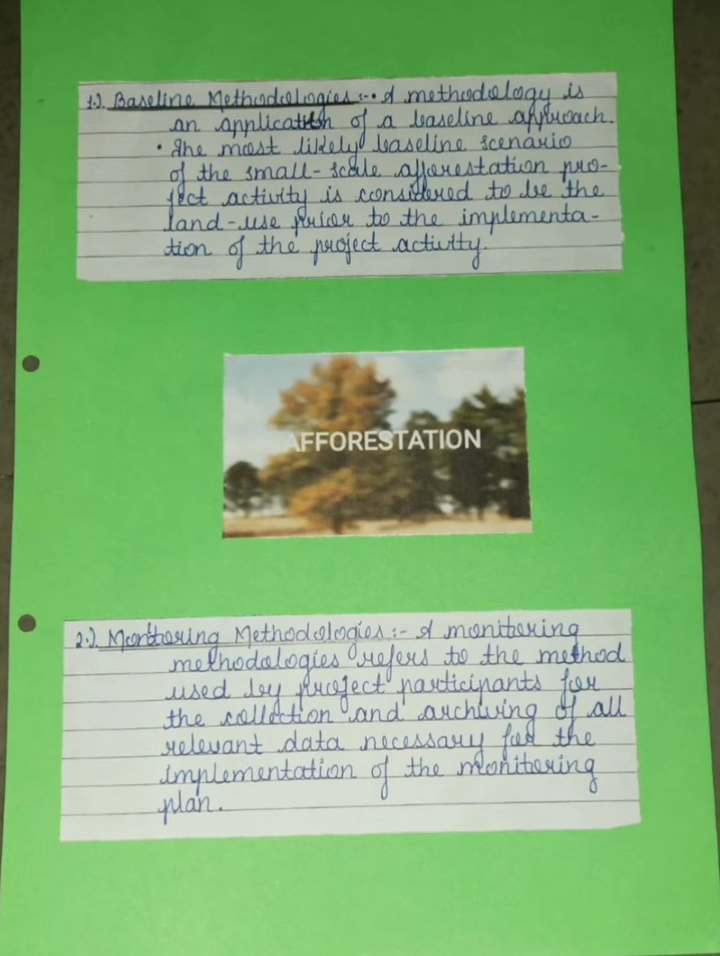 1.). Baseline Methodologies :- • A methodology is
an application of a baseline approach.
• The most likely baseline scenario
of the small-scale afforestation pro-
ject activity is considered to be the
land-use prior to the implementa-
tion of the project activity.
AFFORESTATION
2.). Monitoring Methodologies :- A monitoring
methodologies refers to the method
used by project participants for
the collection and archiving of all
relevant data necessary for the
implementation of the monitoring
plan.